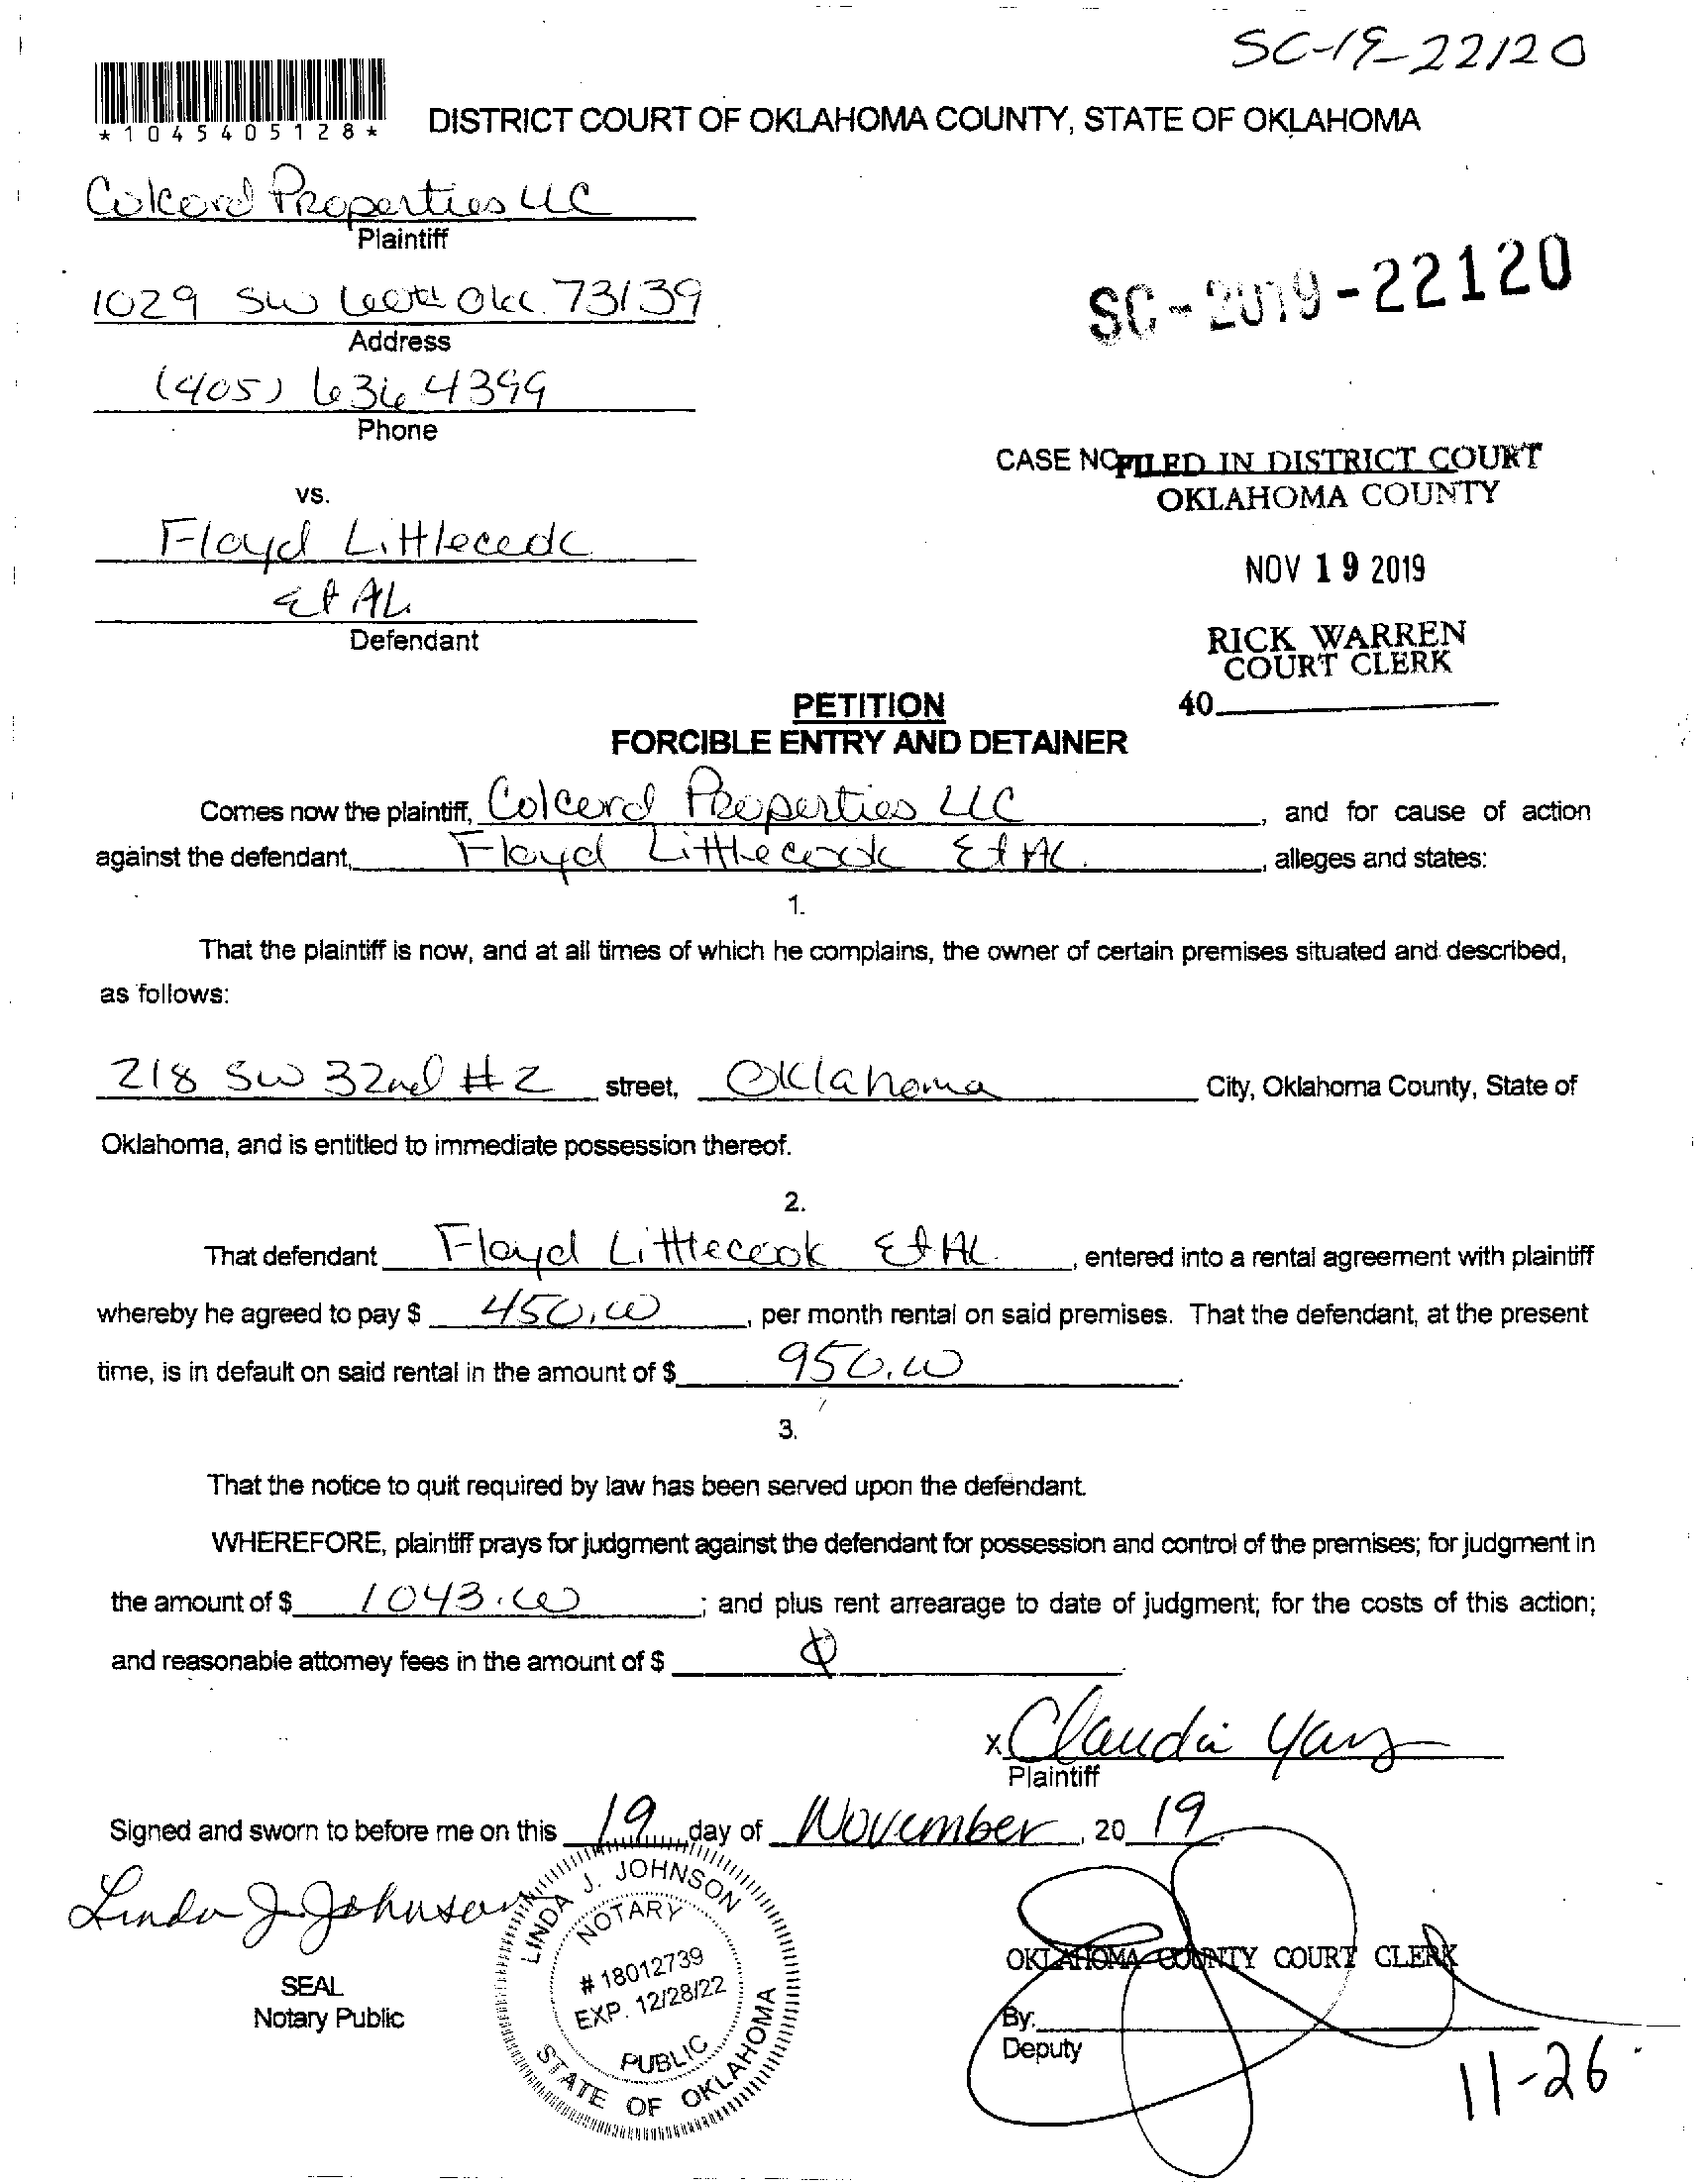 SC-19-22120
*1045405128*
DISTRICT COURT OF OKLAHOMA COUNTY, STATE OF OKLAHOMA
Colcord Properties LLC
Plaintiff
1029 SW Okc 73139
Address
SC-2019-22120
(405) 636 4399
Phone
CASE NO FILED IN DISTRICT COURT
OKLAHOMA COUNTY
vs.
Floyd Littlecook
Et AL.
Defendant
NOV 19 2019
RICK WARREN
COURT CLERK
40
PETITION
FORCIBLE ENTRY AND DETAINER
Comes now the plaintiff, Colcord Properties LLC, and for cause of action
against the defendant, Floyd Littlecook Et AL., alleges and states:
1.
That the plaintiff is now, and at all times of which he complains, the owner of certain premises situated and described,
as follows:
218 SW 32nd #2 street, Oklahoma City, Oklahoma County, State of
Oklahoma, and is entitled to immediate possession thereof.
2.
That defendant Floyd Littlecook Et AL., entered into a rental agreement with plaintiff
whereby he agreed to pay $ 450.00, per month rental on said premises. That the defendant, at the present
time, is in default on said rental in the amount of $ 950.00.
3.
That the notice to quit required by law has been served upon the defendant.
WHEREFORE, plaintiff prays for judgment against the defendant for possession and control of the premises; for judgment in
the amount of $ 1043.00; and plus rent arrearage to date of judgment; for the costs of this action;
and reasonable attorney fees in the amount of $
x Claudia
Plaintiff
Signed and sworn to before me on this 19 day of November, 20 19.
Linda J. Johnson
SEAL
Notary Public
LINDA J. JOHNSON
NOTARY
# 18012739
EXP. 12/28/22
PUBLIC
STATE OF OKLAHOMA
OKLAHOMA COUNTY COURT CLERK
By:
Deputy
11-26